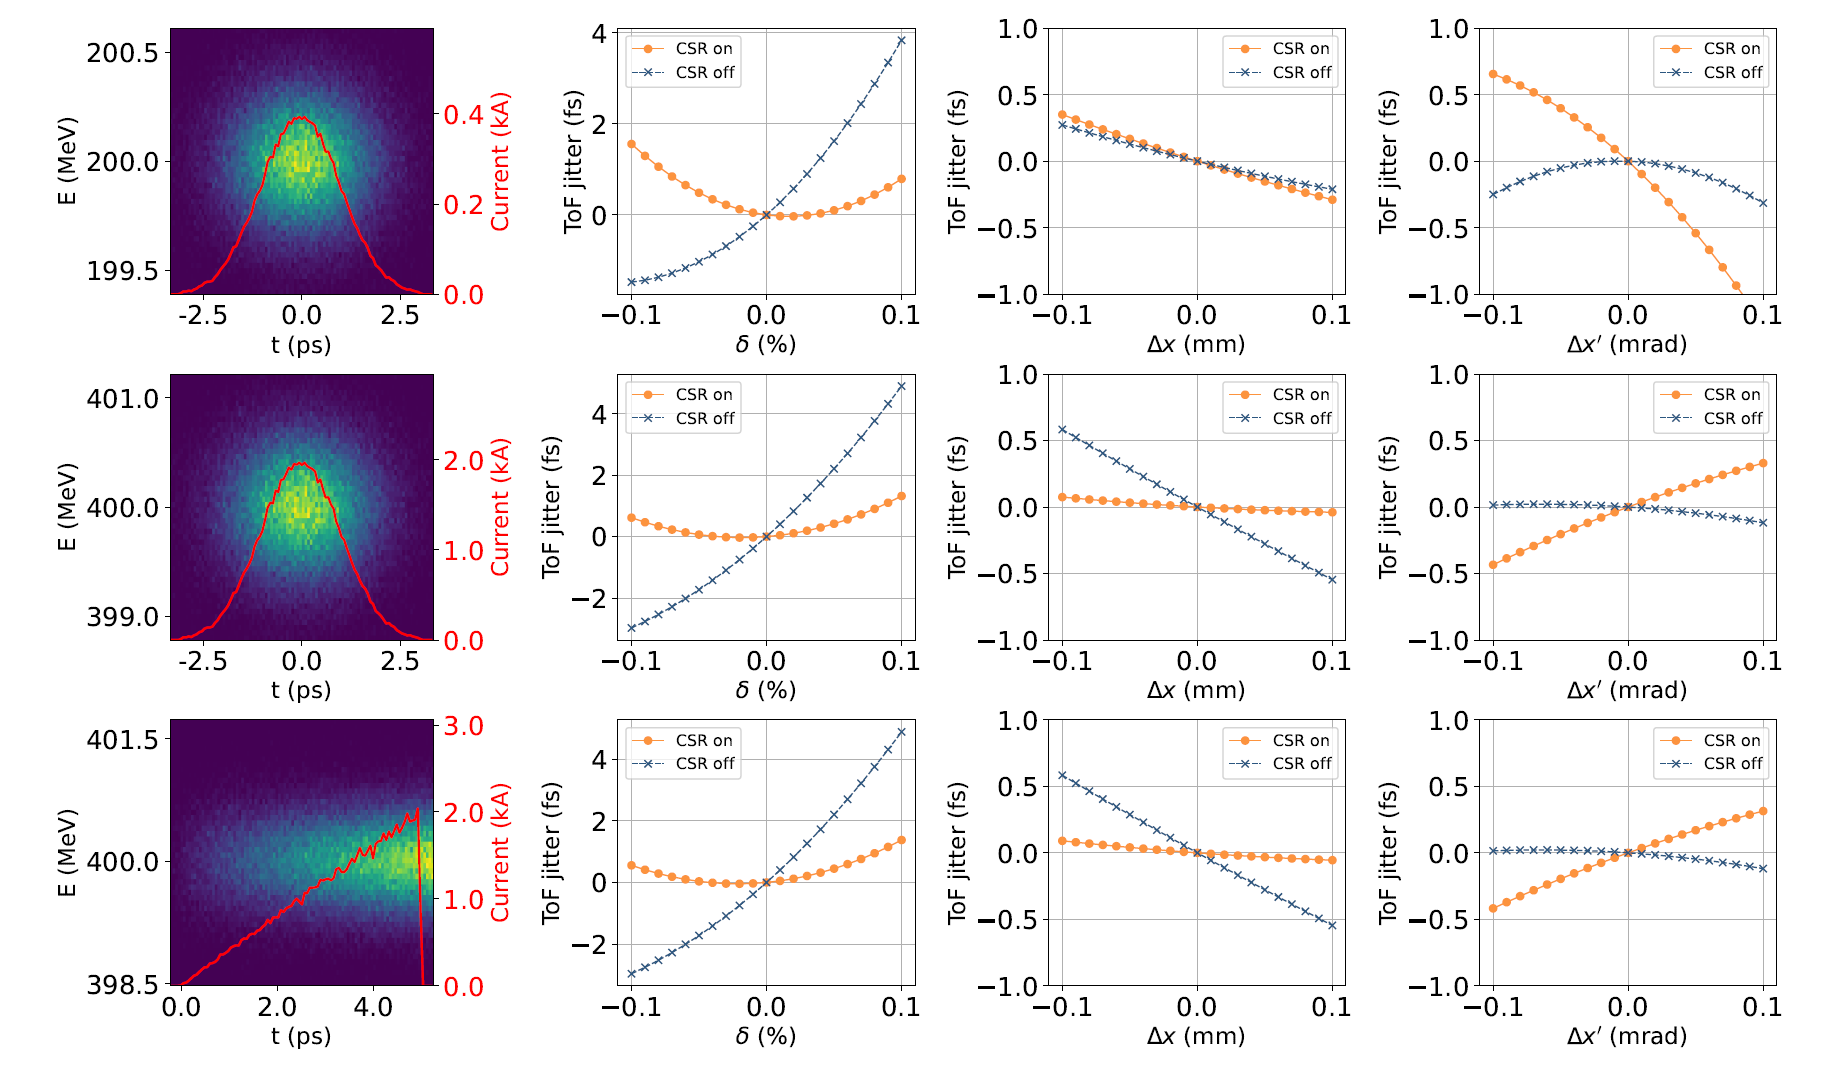 200.5
200.0
199.5
E (MeV)
-2.5 0.0 2.5
t (ps)
0.4
0.2
0.0
Current (kA)
4
2
0
ToF jitter (fs)
CSR on
CSR off
−0.1 0.0 0.1
δ (%)
1.0
0.5
0.0
−0.5
−1.0
ToF jitter (fs)
CSR on
CSR off
−0.1 0.0 0.1
Δx (mm)
1.0
0.5
0.0
−0.5
−1.0
ToF jitter (fs)
CSR on
CSR off
−0.1 0.0 0.1
Δx′ (mrad)
401.0
400.0
399.0
E (MeV)
-2.5 0.0 2.5
t (ps)
2.0
1.0
0.0
Current (kA)
4
2
0
−2
ToF jitter (fs)
CSR on
CSR off
−0.1 0.0 0.1
δ (%)
1.0
0.5
0.0
−0.5
−1.0
ToF jitter (fs)
CSR on
CSR off
−0.1 0.0 0.1
Δx (mm)
1.0
0.5
0.0
−0.5
−1.0
ToF jitter (fs)
CSR on
CSR off
−0.1 0.0 0.1
Δx′ (mrad)
401.5
400.0
398.5
E (MeV)
0.0 2.0 4.0
t (ps)
3.0
2.0
1.0
0.0
Current (kA)
4
2
0
−2
ToF jitter (fs)
CSR on
CSR off
−0.1 0.0 0.1
δ (%)
1.0
0.5
0.0
−0.5
−1.0
ToF jitter (fs)
CSR on
CSR off
−0.1 0.0 0.1
Δx (mm)
1.0
0.5
0.0
−0.5
−1.0
ToF jitter (fs)
CSR on
CSR off
−0.1 0.0 0.1
Δx′ (mrad)